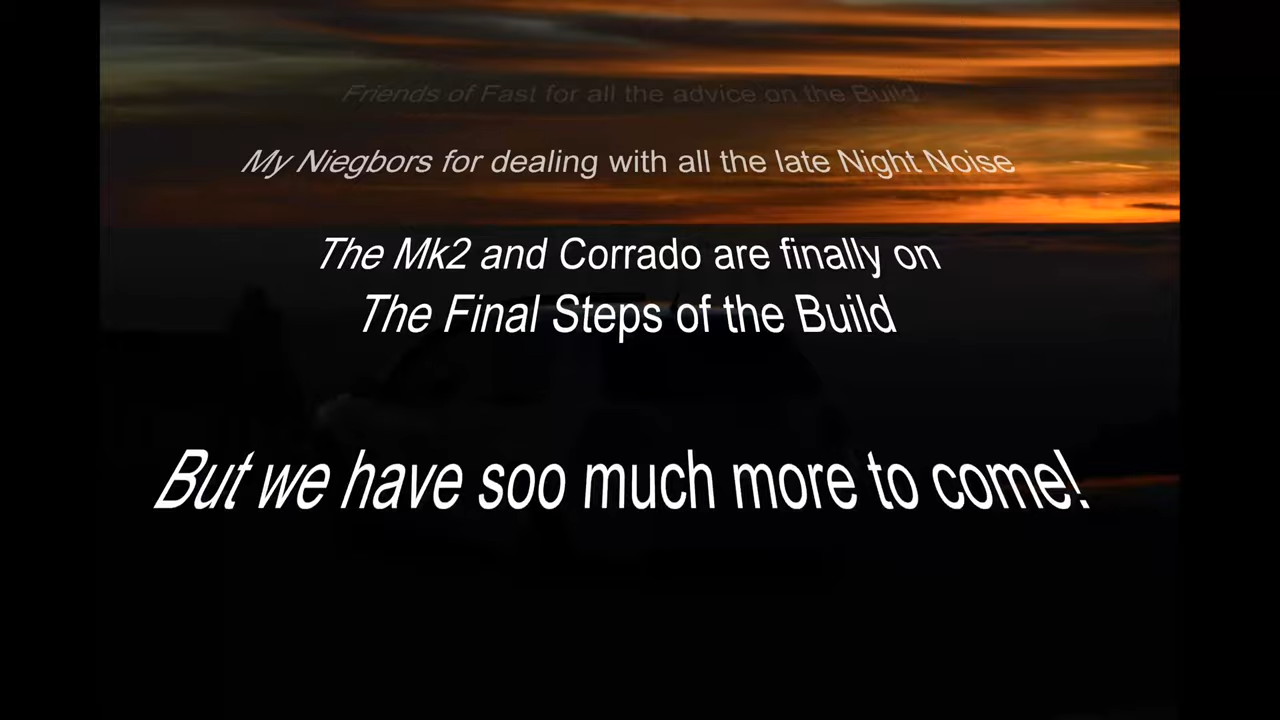 Friends of Fast for all the advice on the Build
My Niegbors for dealing with all the late Night Noise
The Mk2 and Corrado are finally on
The Final Steps of the Build
But we have soo much more to come!